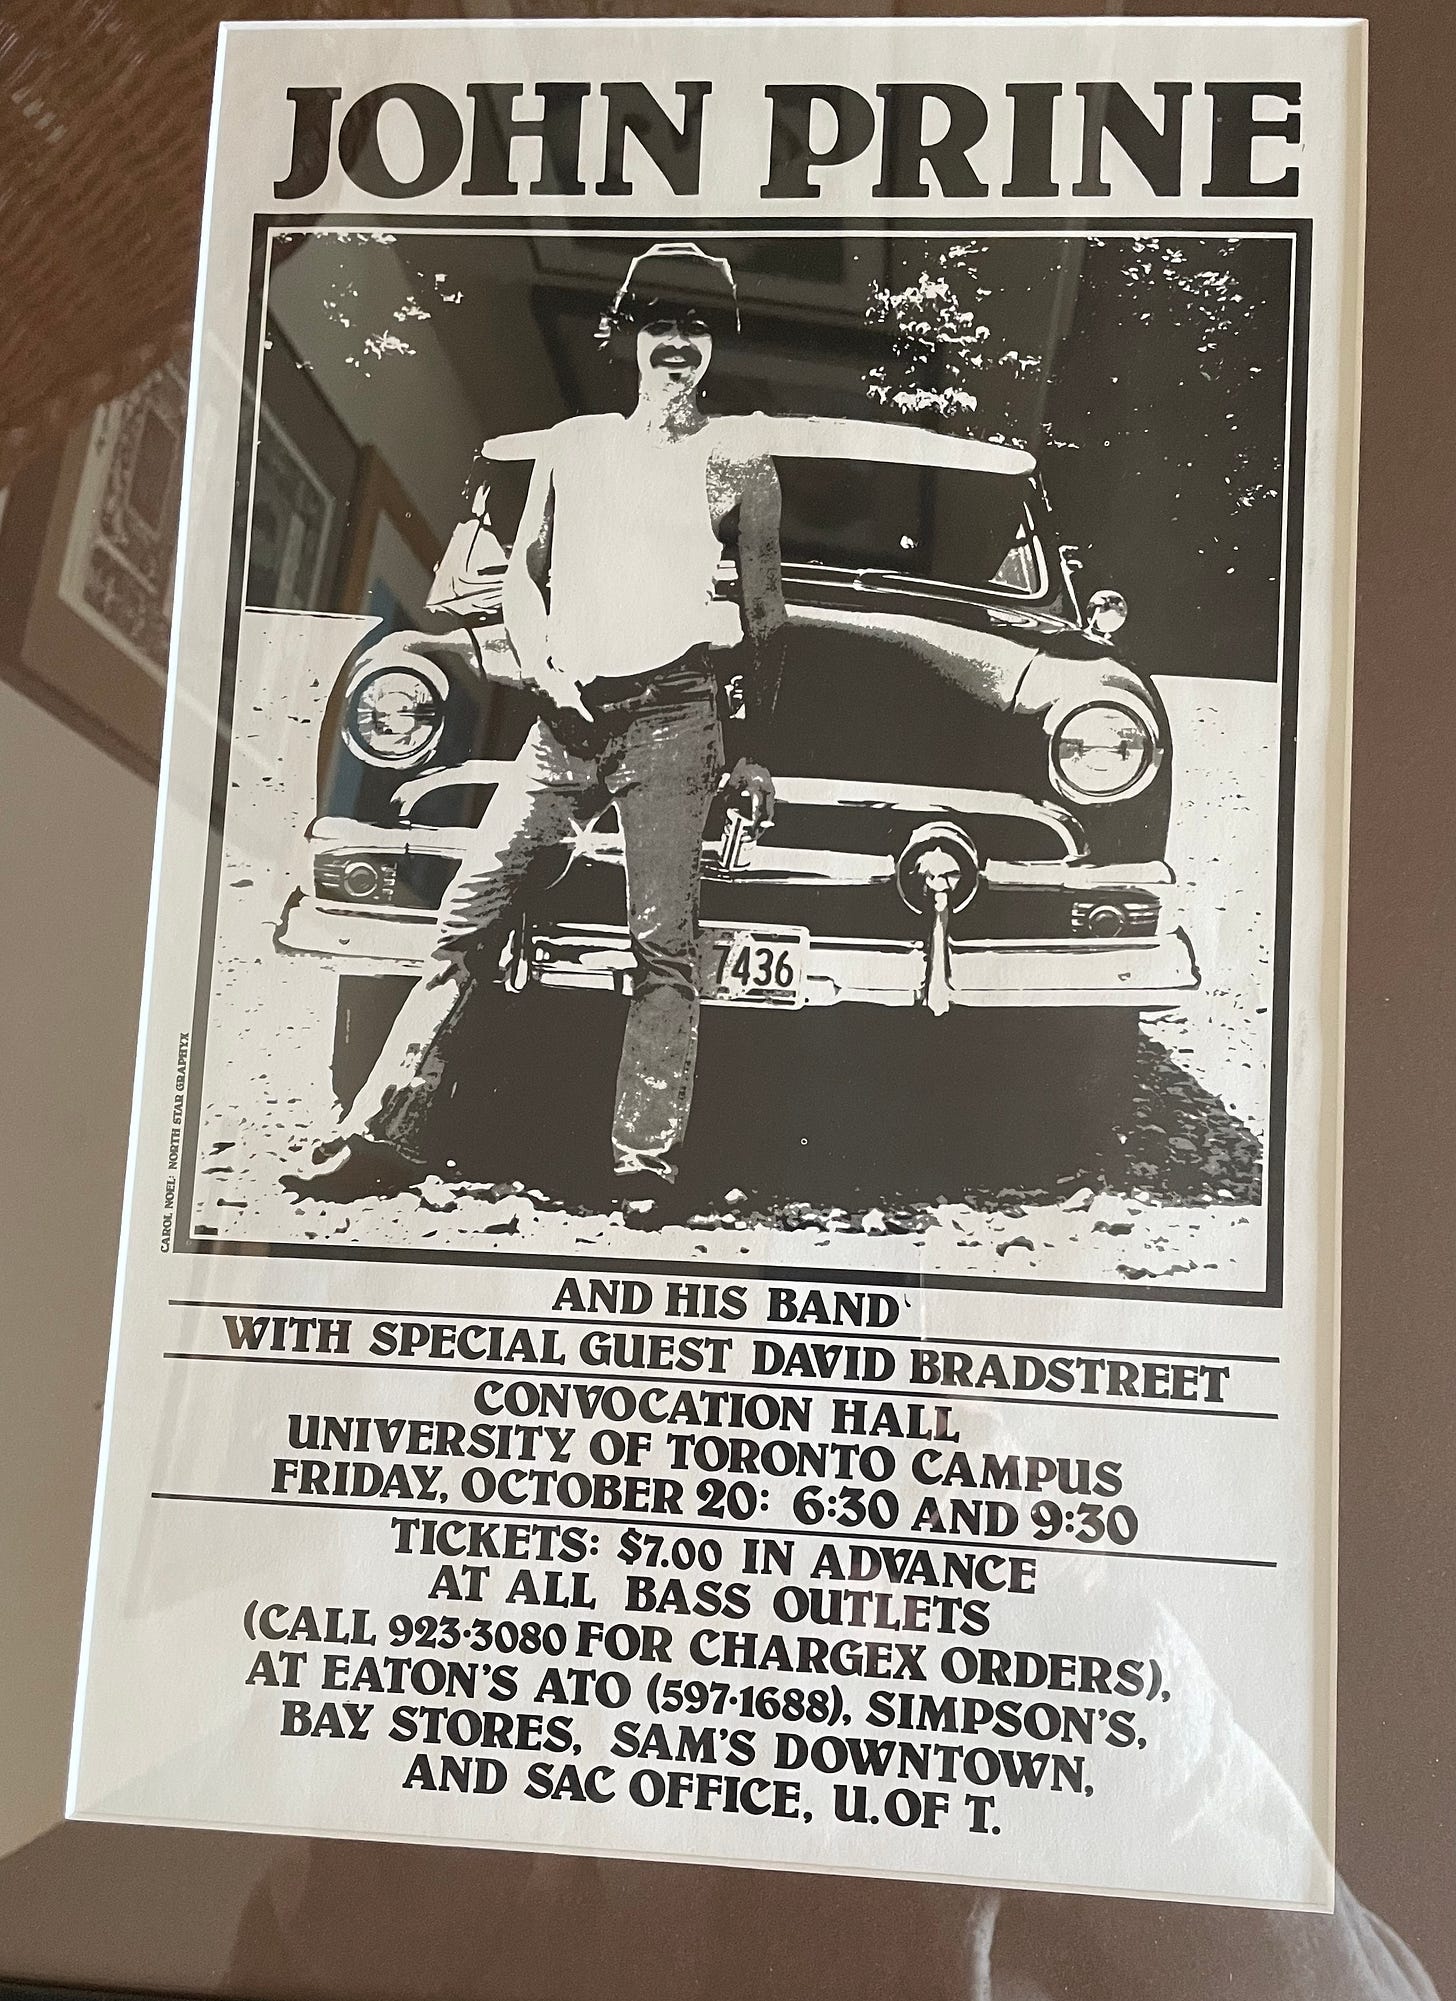 JOHN PRINE
7436
CAROL NOEL: NORTH STAR GRAPHYX
AND HIS BAND
WITH SPECIAL GUEST DAVID BRADSTREET
CONVOCATION HALL
UNIVERSITY OF TORONTO CAMPUS
FRIDAY, OCTOBER 20: 6:30 AND 9:30
TICKETS: $7.00 IN ADVANCE
AT ALL BASS OUTLETS
(CALL 923·3080 FOR CHARGEX ORDERS),
AT EATON'S ATO (597·1688), SIMPSON'S,
BAY STORES, SAM'S DOWNTOWN,
AND SAC OFFICE, U. OF T.